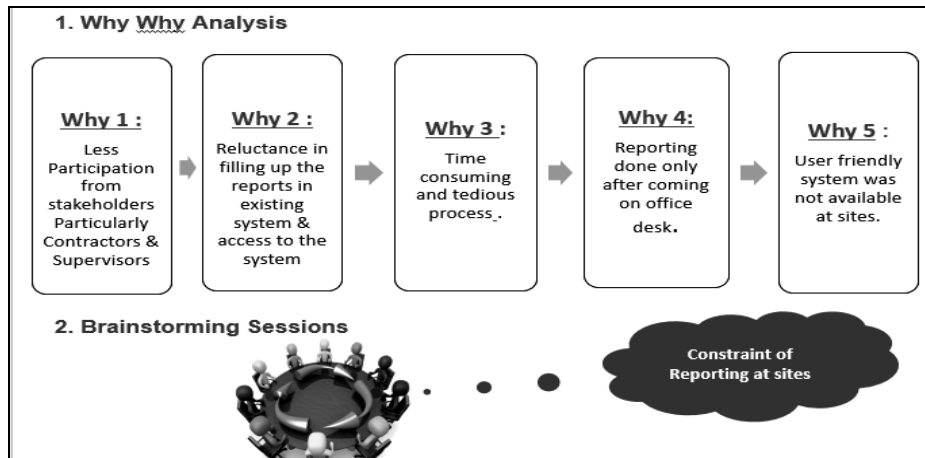 1. Why Why Analysis
Why 1 :
Less
Participation
from
stakeholders
Particularly
Contractors &
Supervisors
Why 2 :
Reluctance in
filling up the
reports in
existing
system &
access to the
system
Why 3 :
Time
consuming
and tedious
process .
Why 4:
Reporting
done only
after coming
on office
desk.
Why 5 :
User friendly
system was
not available
at sites.
2. Brainstorming Sessions
Constraint of
Reporting at sites